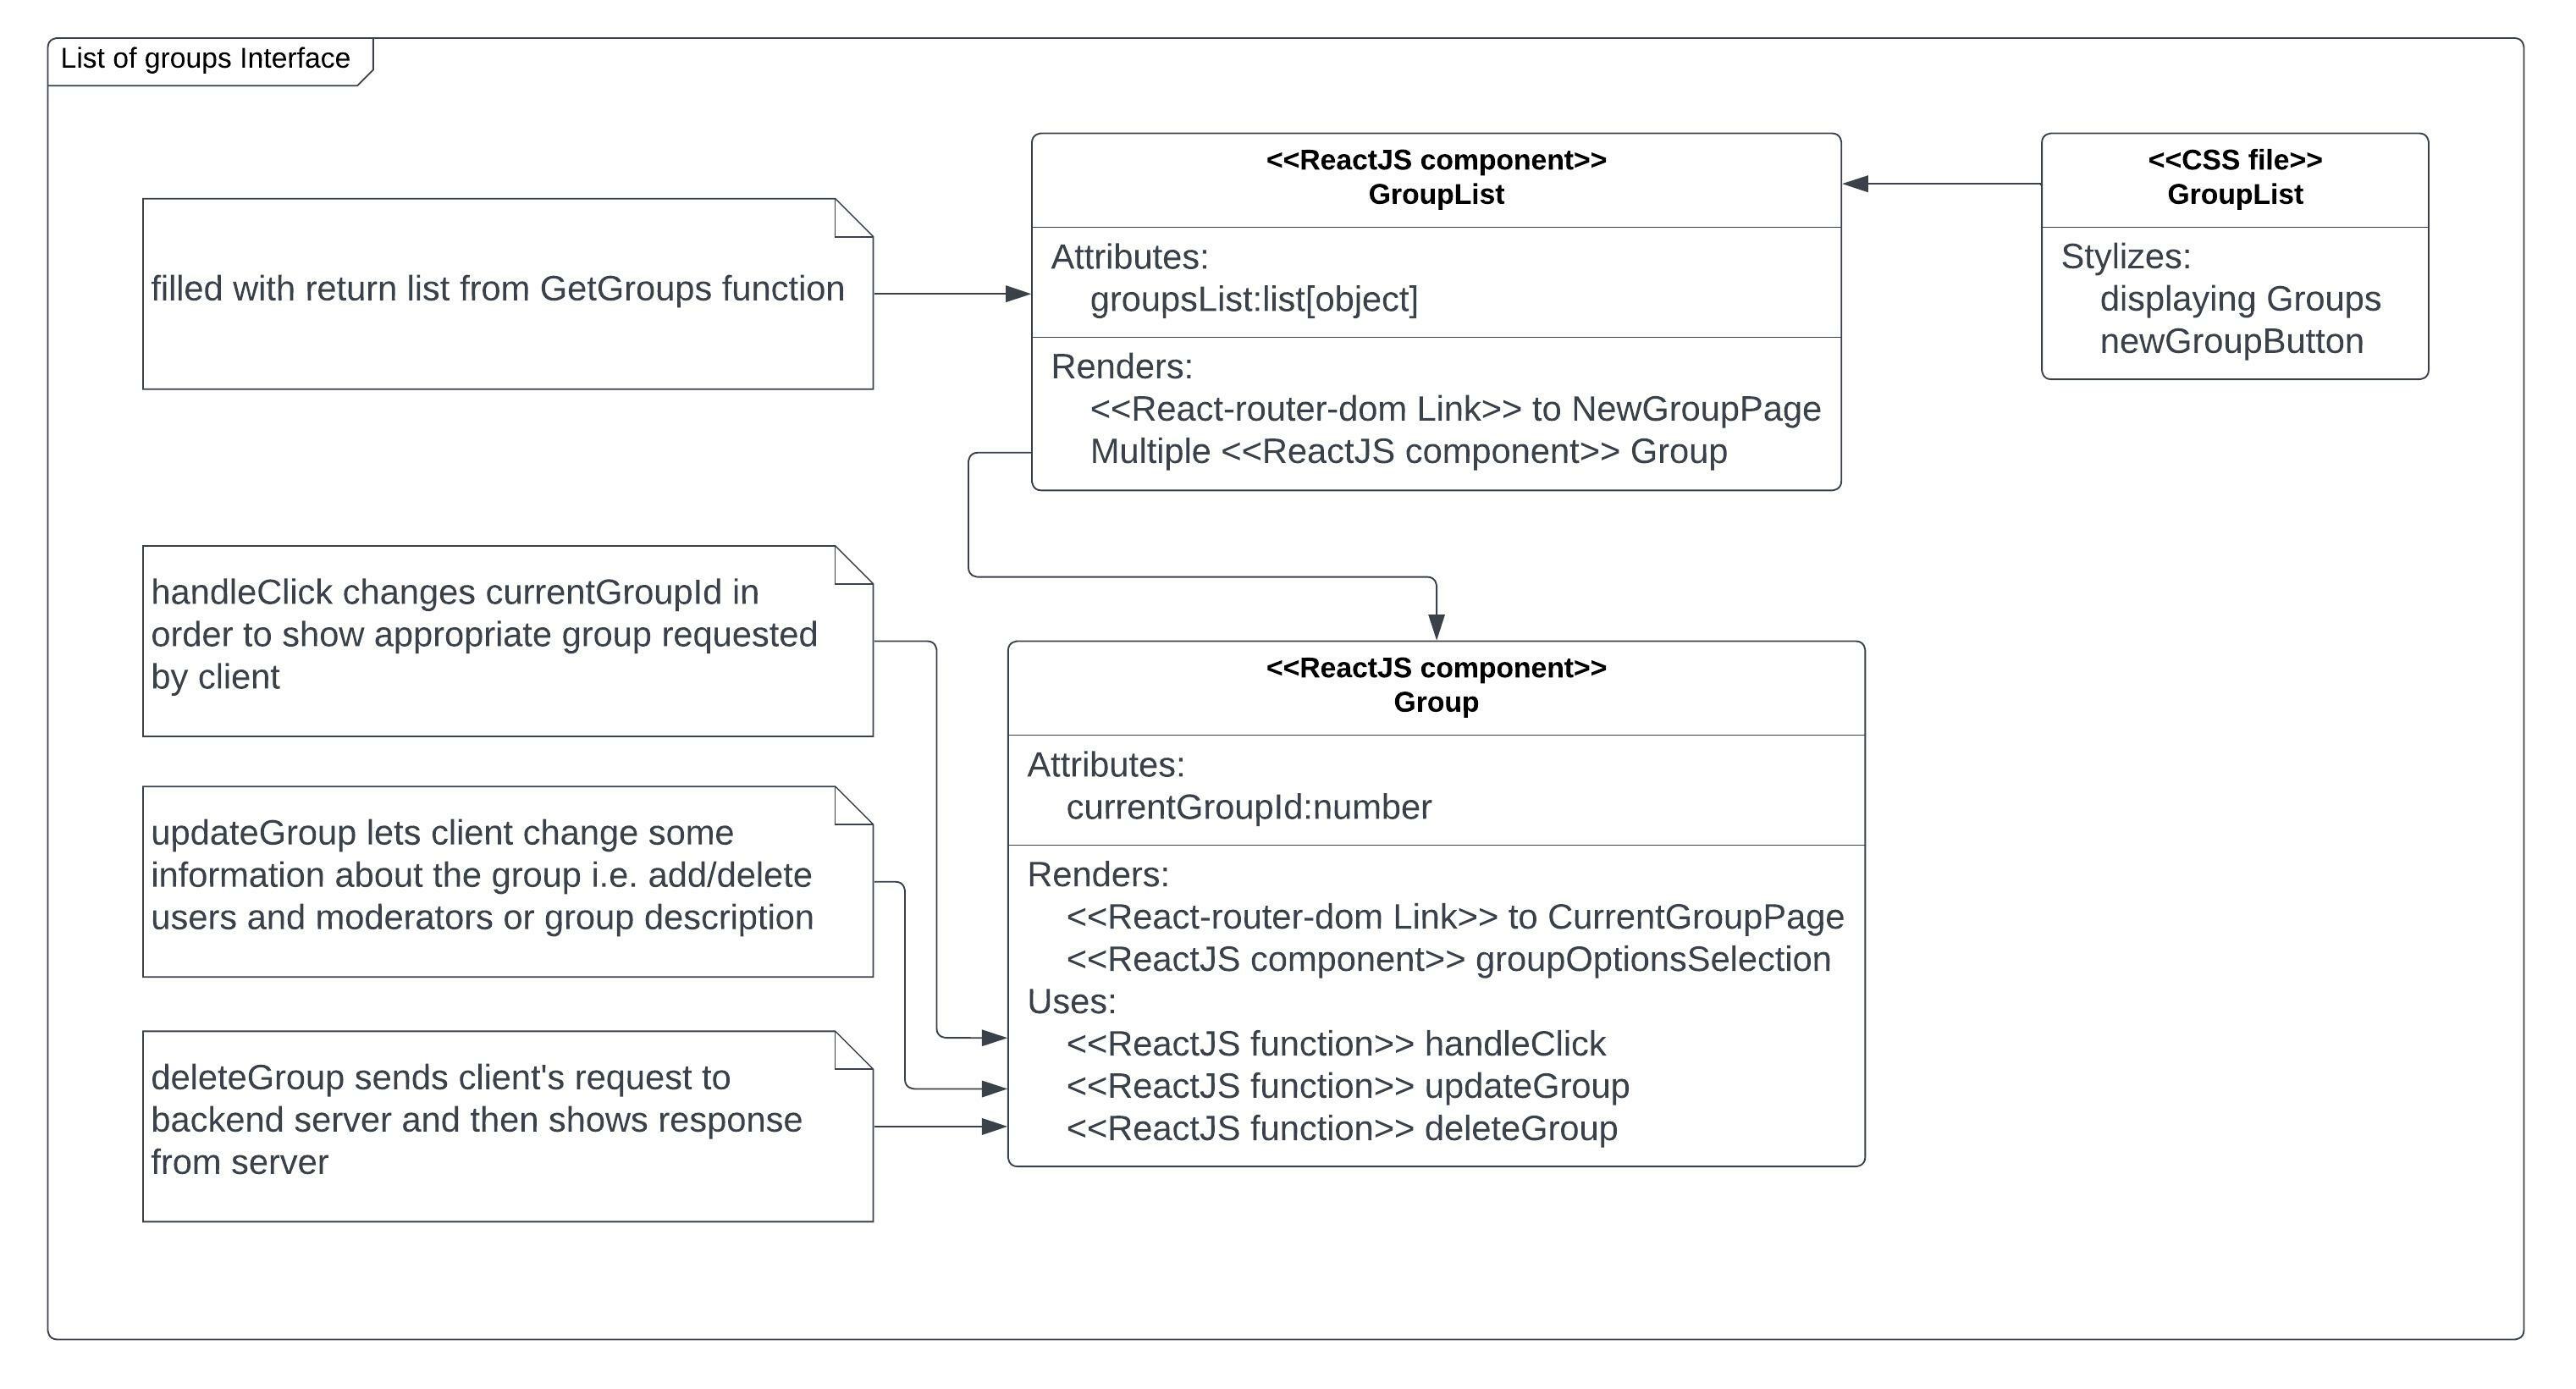 List of groups Interface
<<ReactJS component>>
GroupList
Attributes:
groupsList:list[object]
Renders:
<<React-router-dom Link>> to NewGroupPage
Multiple <<ReactJS component>> Group
<<CSS file>>
GroupList
Stylizes:
displaying Groups
newGroupButton
filled with return list from GetGroups function
handleClick changes currentGroupId in
order to show appropriate group requested
by client
updateGroup lets client change some
information about the group i.e. add/delete
users and moderators or group description
deleteGroup sends client's request to
backend server and then shows response
from server
<<ReactJS component>>
Group
Attributes:
currentGroupId:number
Renders:
<<React-router-dom Link>> to CurrentGroupPage
<<ReactJS component>> groupOptionsSelection
Uses:
<<ReactJS function>> handleClick
<<ReactJS function>> updateGroup
<<ReactJS function>> deleteGroup